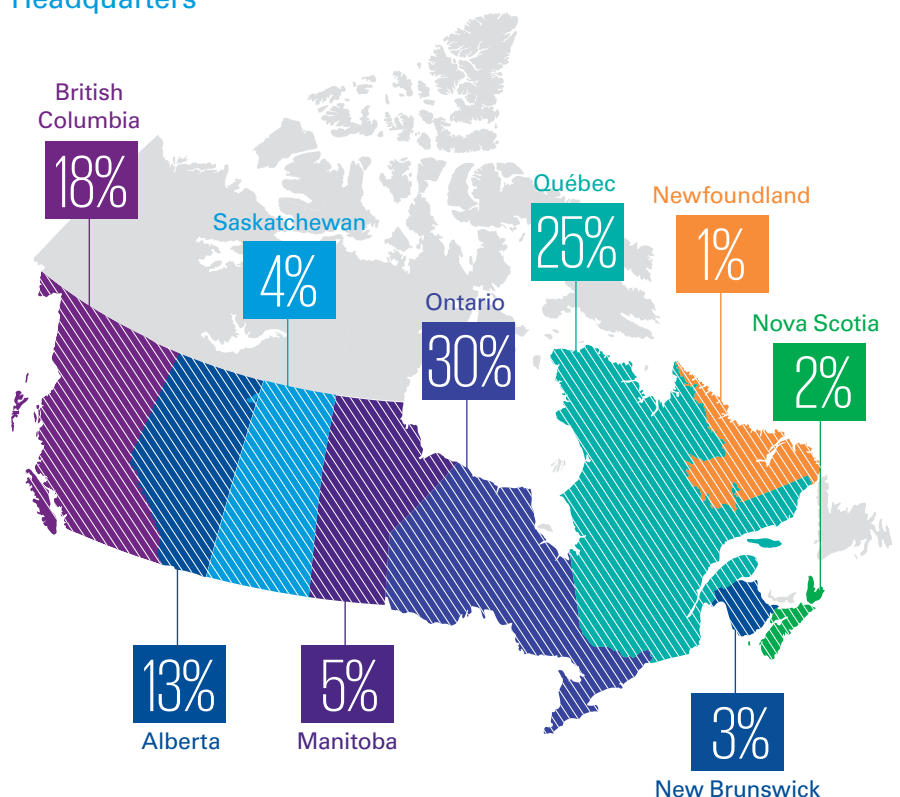 Headquarters
British
Columbia
18%
Saskatchewan
4%
Ontario
30%
Québec
25%
Newfoundland
1%
Nova Scotia
2%
13%
Alberta
5%
Manitoba
3%
New Brunswick